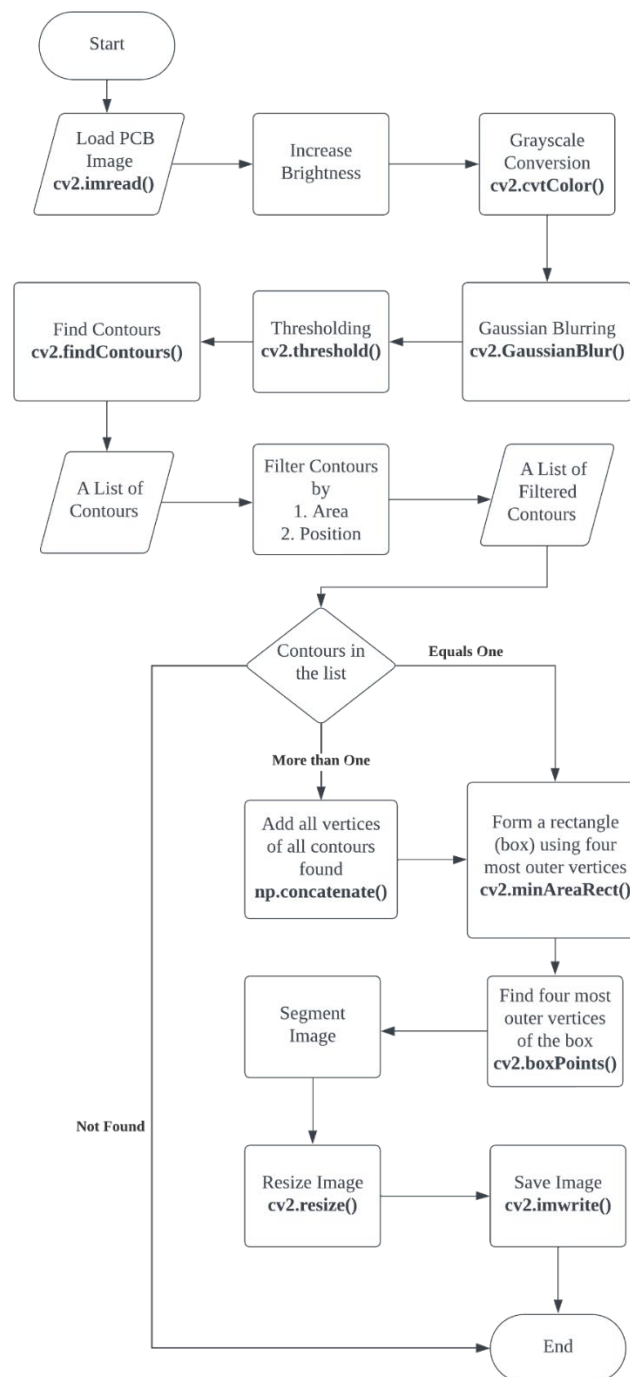 Start
Load PCB
Image
cv2.imread()
Increase
Brightness
Grayscale
Conversion
cv2.cvtColor()
Gaussian Blurring
cv2.GaussianBlur()
Thresholding
cv2.threshold()
Find Contours
cv2.findContours()
A List of
Contours
Filter Contours
by
1. Area
2. Position
A List of
Filtered
Contours
Contours in
the list
Equals One
More than One
Add all vertices
of all contours
found
np.concatenate()
Form a rectangle
(box) using four
most outer vertices
cv2.minAreaRect()
Find four most
outer vertices
of the box
cv2.boxPoints()
Segment
Image
Not Found
Resize Image
cv2.resize()
Save Image
cv2.imwrite()
End